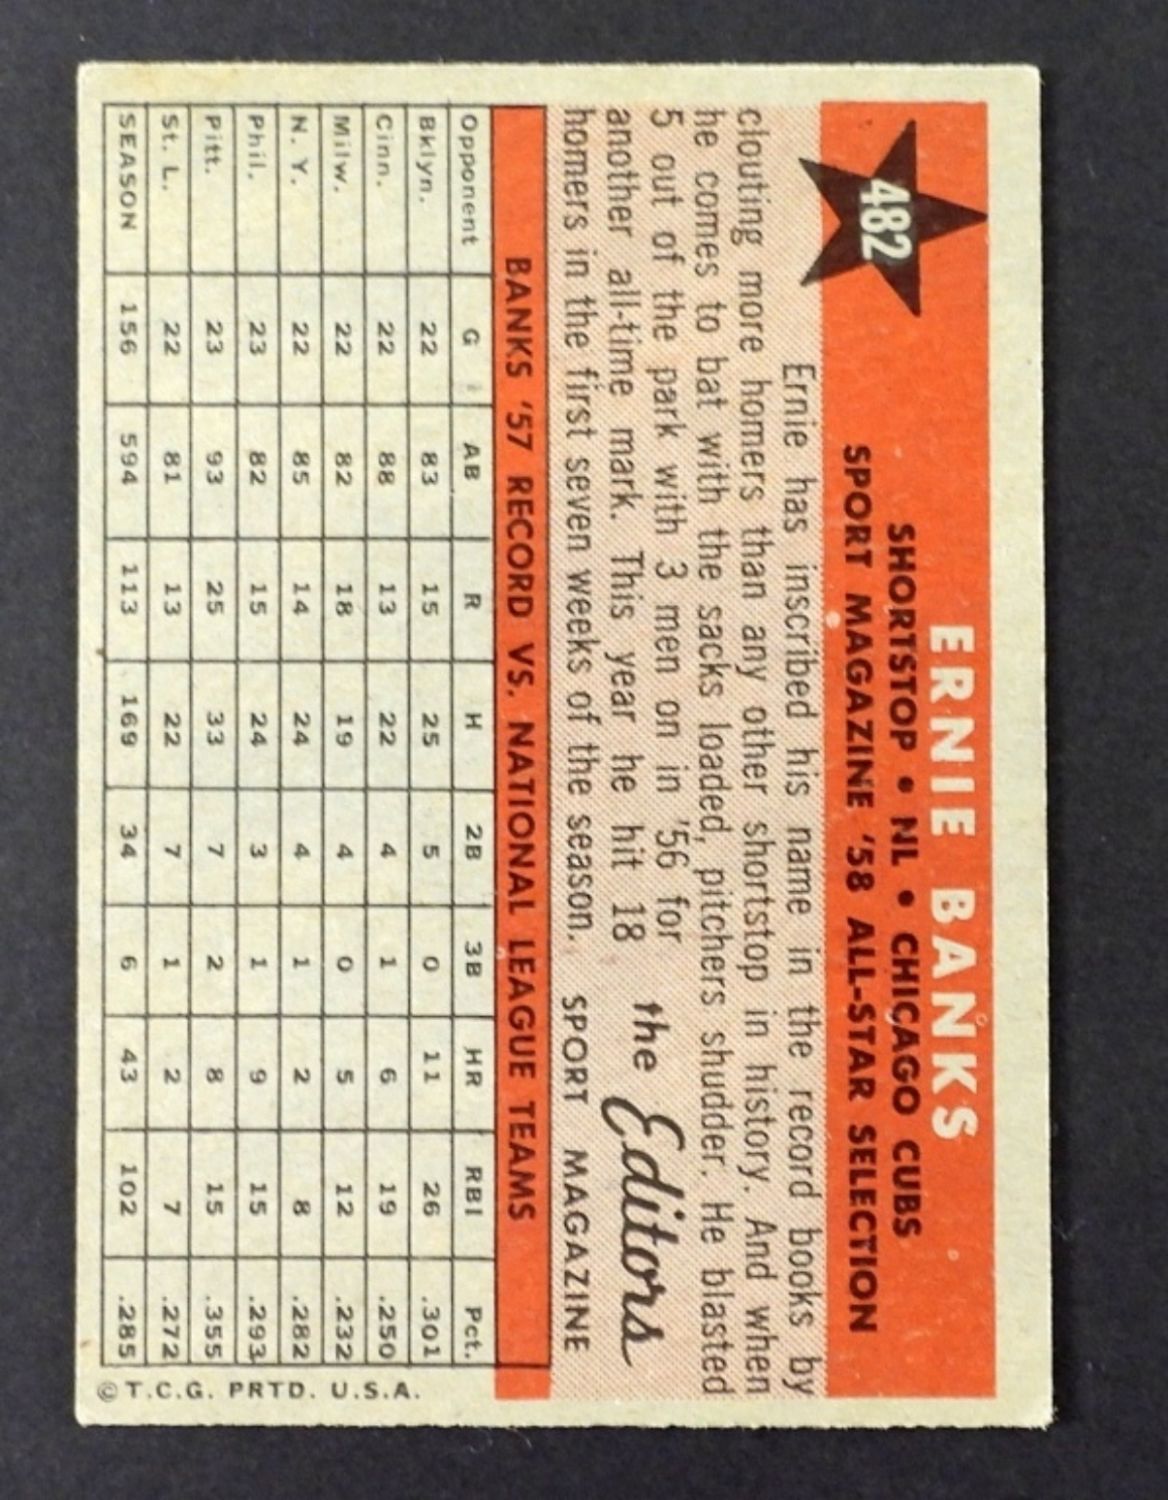 482
ERNIE BANKS
SHORTSTOP • NL • CHICAGO CUBS
SPORT MAGAZINE '58 ALL-STAR SELECTION
Ernie has inscribed his name in the record books by
clouting more homers than any other shortstop in history. And when
he comes to bat with the sacks loaded, pitchers shudder. He blasted
5 out of the park with 3 men on in '56 for
another all-time mark. This year he hit 18
homers in the first seven weeks of the season.
the Editors
SPORT MAGAZINE
BANKS '57 RECORD VS. NATIONAL LEAGUE TEAMS
Opponent G AB R H 2B 3B HR RBI Pct.
Bklyn. 22 83 15 25 5 0 11 26 .301
Cinn. 22 88 13 22 4 1 6 19 .250
Milw. 22 82 18 19 4 0 5 12 .232
N. Y. 22 85 14 24 4 1 2 8 .282
Phil. 23 82 15 24 3 1 9 15 .293
Pitt. 23 93 25 33 7 2 8 15 .355
St. L. 22 81 13 22 7 1 2 7 .272
SEASON 156 594 113 169 34 6 43 102 .285
© T.C.G. PRTD. U.S.A.